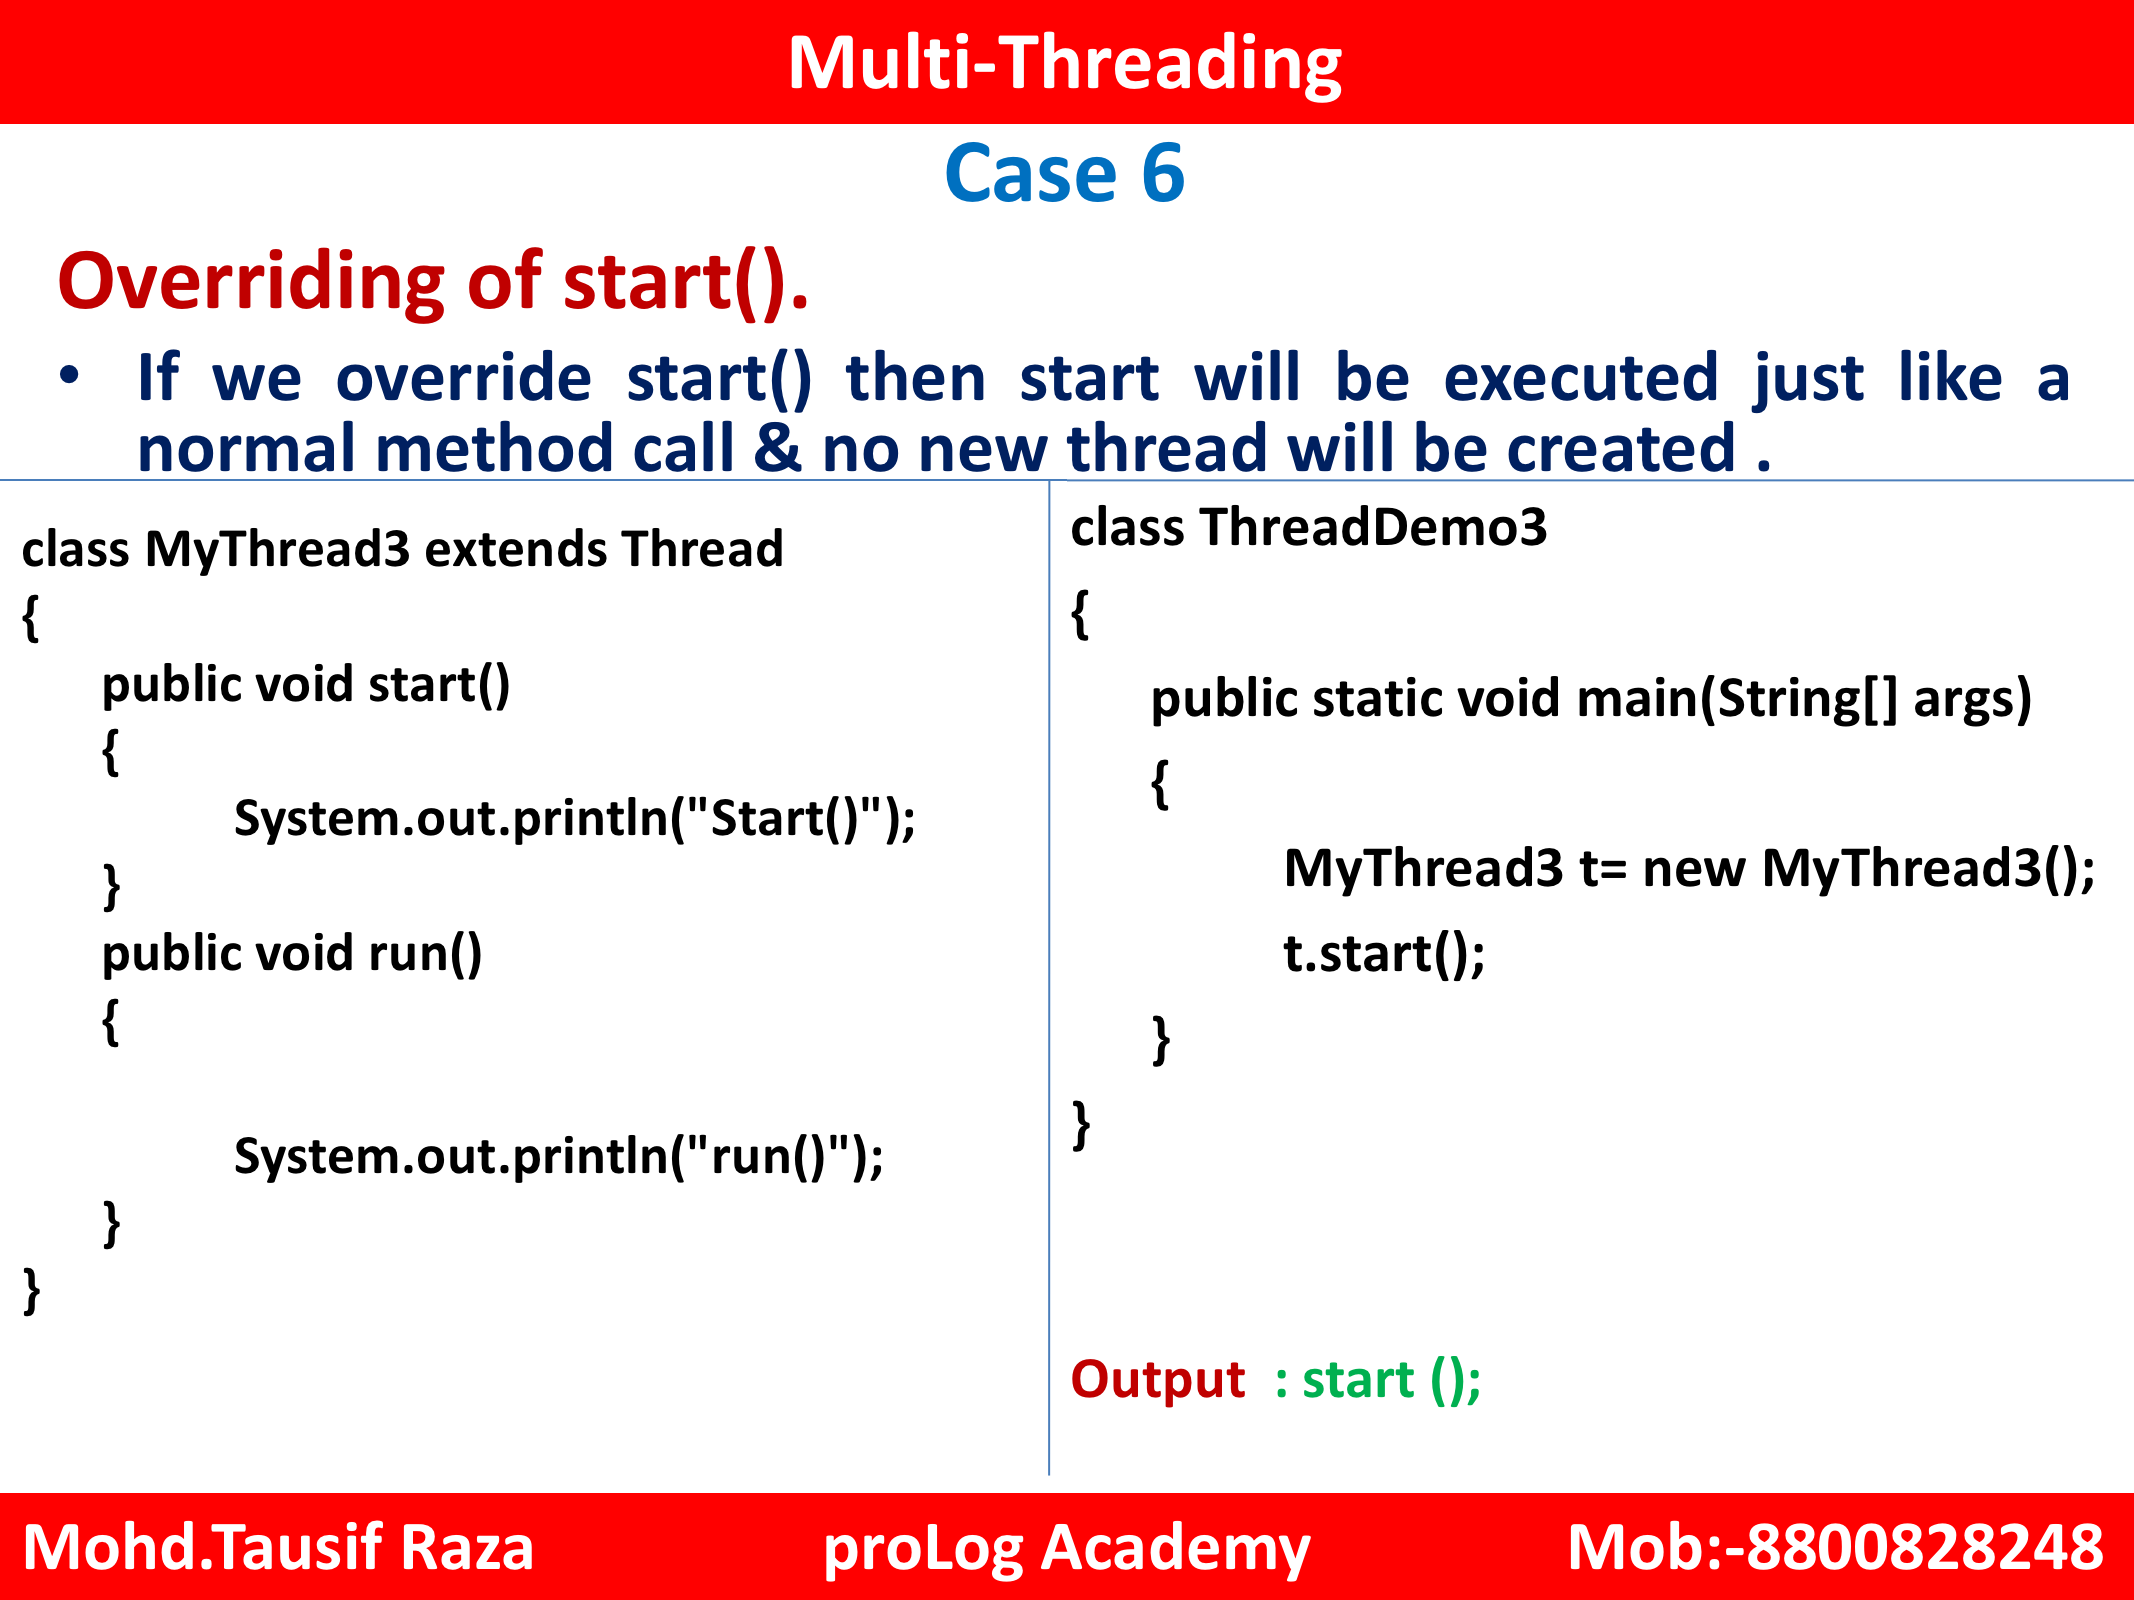 Multi-Threading
Case 6
Overriding of start().
• If we override start() then start will be executed just like a
normal method call & no new thread will be created .
class MyThread3 extends Thread
{
public void start()
{
System.out.println("Start()");
}
public void run()
{
System.out.println("run()");
}
}
class ThreadDemo3
{
public static void main(String[] args)
{
MyThread3 t= new MyThread3();
t.start();
}
}
Output : start ();
Mohd.Tausif Raza proLog Academy Mob:-8800828248